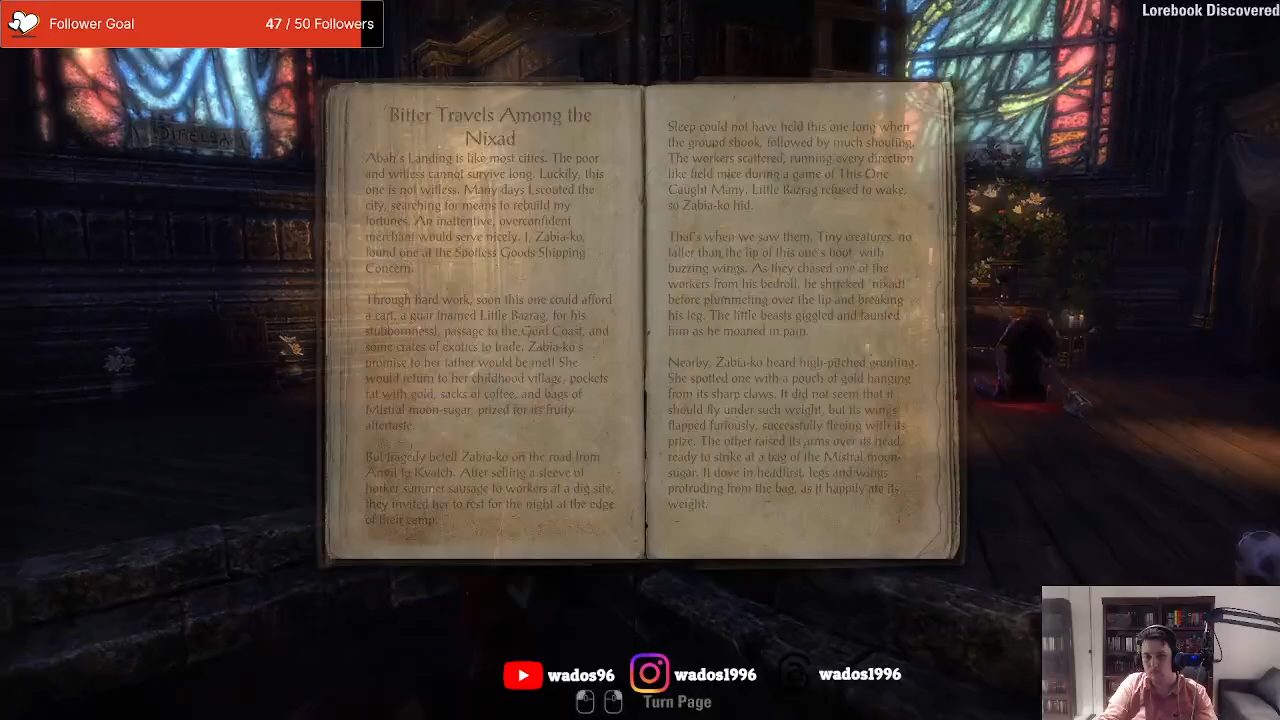 Follower Goal
47 / 50 Followers
Lorebook Discovered
Bitter Travels Among the
Nixad
Abah's Landing is like most cities. The poor
and witless cannot survive long. Luckily, this
one is not witless. Many days I scouted the
city, searching for means to rebuild my
fortunes. An inattentive, overconfident
merchant would serve nicely. I, Zabia-ko,
found one at the Spotless Goods Shipping
Concern.
Through hard work, soon this one could afford
a cart, a guar (named Little Bazrag, for his
stubbornness), passage to the Gold Coast, and
some crates of exotics to trade. Zabia-ko's
promise to her father would be met! She
would return to her childhood village, pockets
fat with gold, sacks of coffee, and bags of
Mistral moon-sugar, prized for its fruity
aftertaste.
But tragedy befell Zabia-ko on the road from
Anvil to Kvatch. After selling a sleeve of
horker summer sausage to workers at a dig site,
they invited her to rest for the night at the edge
of their camp.
Sleep could not have held this one long when
the ground shook, followed by much shouting.
The workers scattered, running every direction
like field mice during a game of This One
Caught Many. Little Bazrag refused to wake,
so Zabia-ko hid.
That's when we saw them. Tiny creatures, no
taller than the lip of this one's boot, with
buzzing wings. As they chased one of the
workers from his bedroll, he shrieked "nixad!"
before plummeting over the lip and breaking
his leg. The little beasts giggled and taunted
him as he moaned in pain.
Nearby, Zabia-ko heard high-pitched grunting.
She spotted one with a pouch of gold hanging
from its sharp claws. It did not seem that it
should fly under such weight, but its wings
flapped furiously, successfully fleeing with its
prize. The other raised its arms over its head,
ready to strike at a bag of the Mistral moon-
sugar. It dove in headfirst, legs and wings
protruding from the bag, as it happily ate its
weight.
wados96
wados1996
wados1996
Turn Page